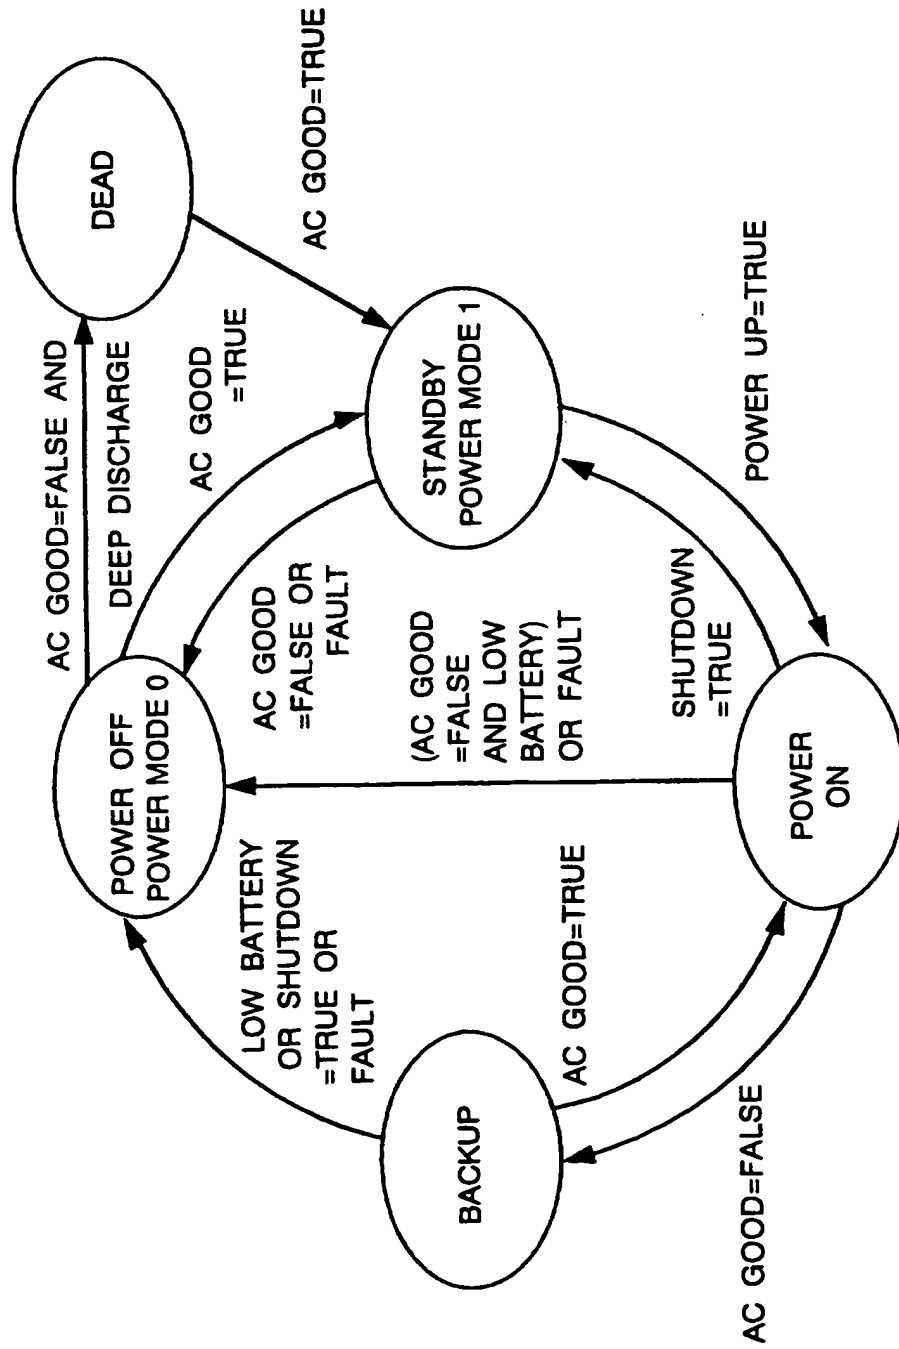 DEAD
AC GOOD=FALSE AND
DEEP DISCHARGE
AC GOOD=TRUE
AC GOOD
=TRUE
POWER OFF
POWER MODE 0
STANDBY
POWER MODE 1
AC GOOD
=FALSE OR
FAULT
LOW BATTERY
OR SHUTDOWN
=TRUE OR
FAULT
(AC GOOD
=FALSE
AND LOW
BATTERY)
OR FAULT
SHUTDOWN
=TRUE
POWER UP=TRUE
BACKUP
AC GOOD=TRUE
POWER
ON
AC GOOD=FALSE